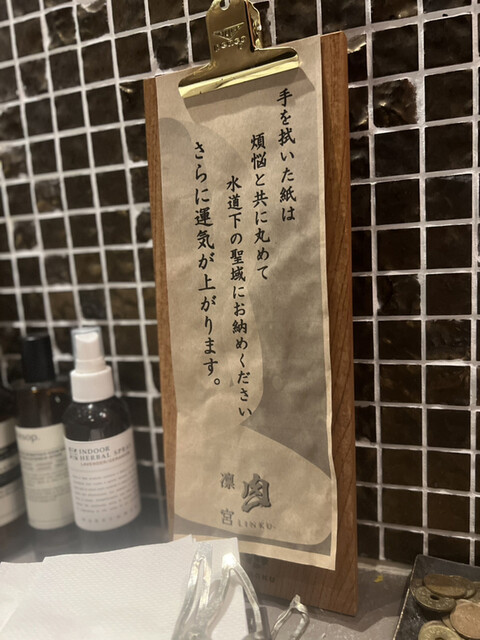 手を拭いた紙は
煩悩と共に丸めて
水道下の聖域にお納めください
さらに運気が上がります。
凛宮
LINKU
INDOOR
HERBAL SPRAY